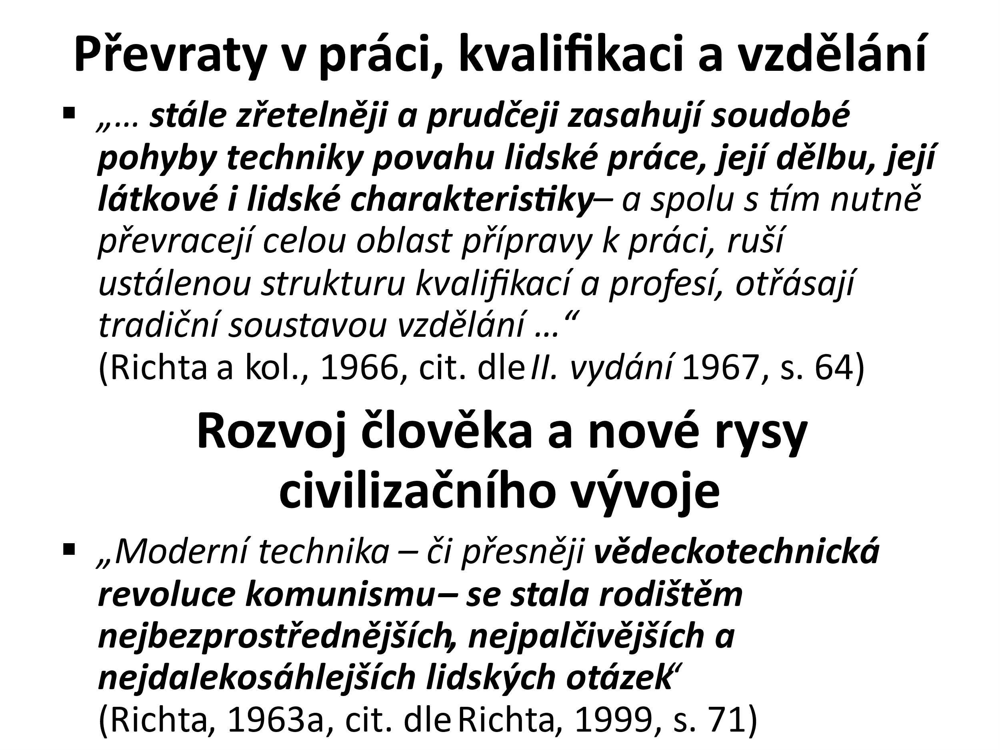 Převraty v práci, kvalifikaci a vzdělání
▪ „… stále zřetelněji a prudčeji zasahují soudobé
pohyby techniky povahu lidské práce, její dělbu, její
látkové i lidské charakteristiky– a spolu s tím nutně
převracejí celou oblast přípravy k práci, ruší
ustálenou strukturu kvalifikací a profesí, otřásají
tradiční soustavou vzdělání …“
(Richta a kol., 1966, cit. dle II. vydání 1967, s. 64)
Rozvoj člověka a nové rysy
civilizačního vývoje
▪ „Moderní technika – či přesněji vědeckotechnická
revoluce komunismu– se stala rodištěm
nejbezprostřednějších, nejpalčivějších a
nejdalekosáhlejších lidských otázek“
(Richta, 1963a, cit. dle Richta, 1999, s. 71)